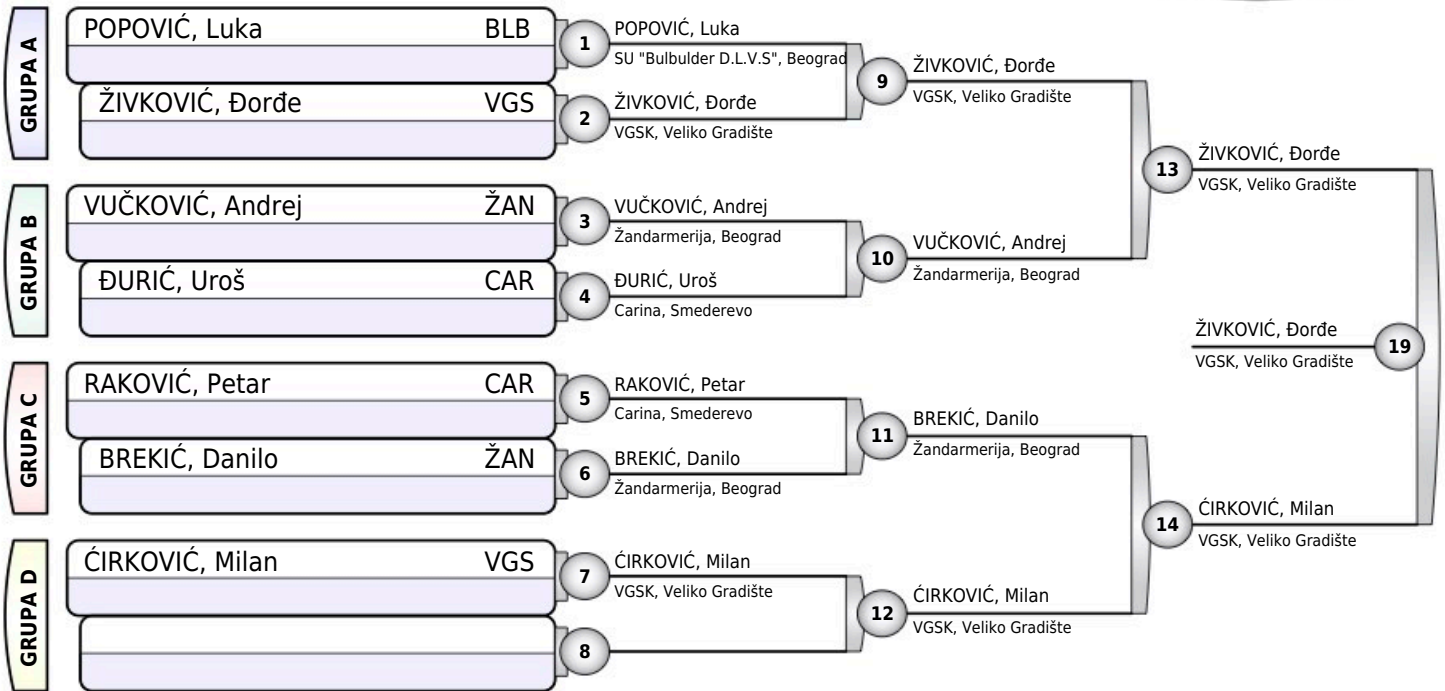 GRUPA A
POPOVIĆ, Luka BLB
ŽIVKOVIĆ, Đorđe VGS
1
POPOVIĆ, Luka
SU "Bulbulder D.L.V.S", Beograd
2
ŽIVKOVIĆ, Đorđe
VGSK, Veliko Gradište
9
ŽIVKOVIĆ, Đorđe
VGSK, Veliko Gradište
GRUPA B
VUČKOVIĆ, Andrej ŽAN
ĐURIĆ, Uroš CAR
3
VUČKOVIĆ, Andrej
Žandarmerija, Beograd
4
ĐURIĆ, Uroš
Carina, Smederevo
10
VUČKOVIĆ, Andrej
Žandarmerija, Beograd
13
ŽIVKOVIĆ, Đorđe
VGSK, Veliko Gradište
GRUPA C
RAKOVIĆ, Petar CAR
BREKIĆ, Danilo ŽAN
5
RAKOVIĆ, Petar
Carina, Smederevo
6
BREKIĆ, Danilo
Žandarmerija, Beograd
11
BREKIĆ, Danilo
Žandarmerija, Beograd
GRUPA D
ĆIRKOVIĆ, Milan VGS
7
ĆIRKOVIĆ, Milan
VGSK, Veliko Gradište
8
12
ĆIRKOVIĆ, Milan
VGSK, Veliko Gradište
14
ĆIRKOVIĆ, Milan
VGSK, Veliko Gradište
ŽIVKOVIĆ, Đorđe
VGSK, Veliko Gradište
19